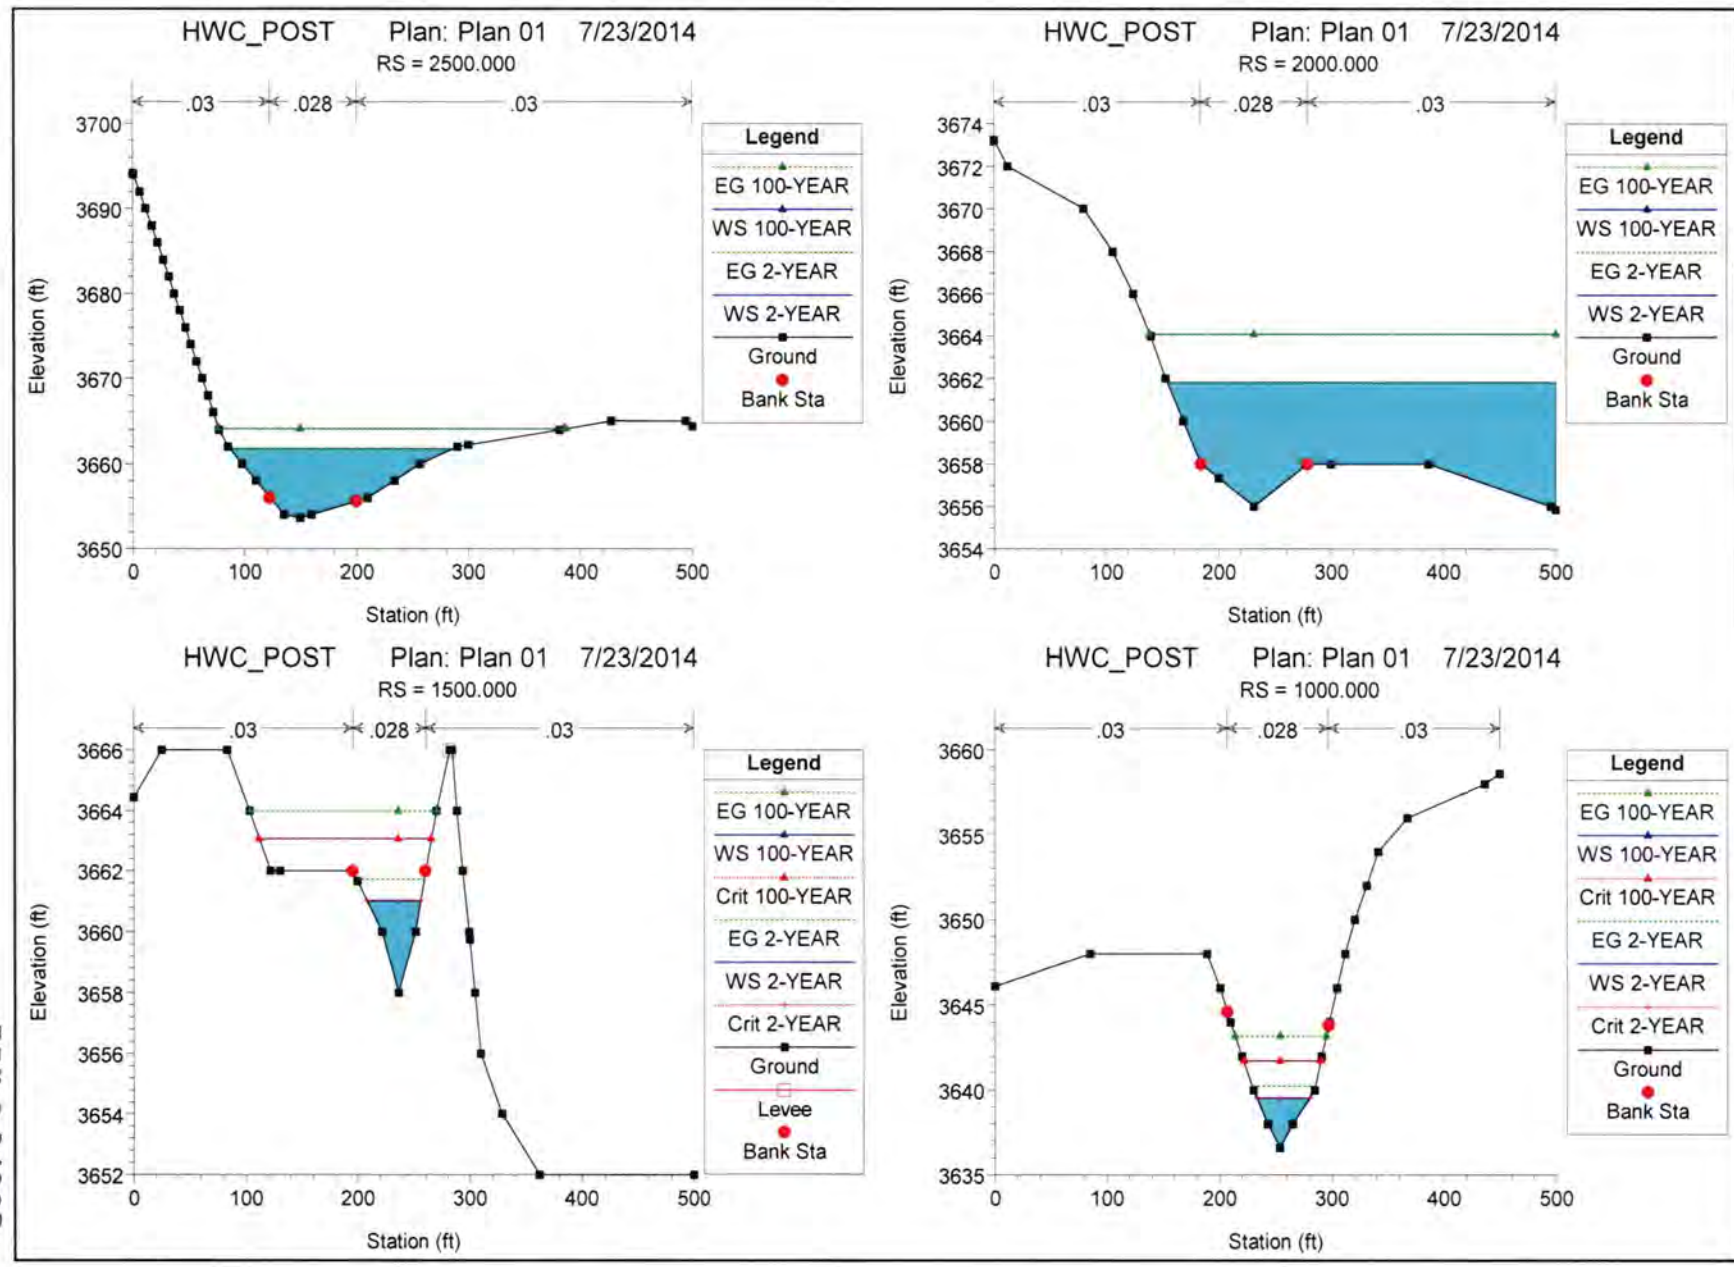 HWC_POST Plan: Plan 01 7/23/2014
RS = 2500.000
.03 .028 .03
3700
3690
3680
3670
3660
3650
Elevation (ft)
0 100 200 300 400 500
Station (ft)
Legend
EG 100-YEAR
WS 100-YEAR
EG 2-YEAR
WS 2-YEAR
Ground
Bank Sta
HWC_POST Plan: Plan 01 7/23/2014
RS = 2000.000
.03 .028 .03
3674
3672
3670
3668
3666
3664
3662
3660
3658
3656
3654
Elevation (ft)
0 100 200 300 400 500
Station (ft)
Legend
EG 100-YEAR
WS 100-YEAR
EG 2-YEAR
WS 2-YEAR
Ground
Bank Sta
HWC_POST Plan: Plan 01 7/23/2014
RS = 1500.000
.03 .028 .03
3666
3664
3662
3660
3658
3656
3654
3652
Elevation (ft)
0 100 200 300 400 500
Station (ft)
Legend
EG 100-YEAR
WS 100-YEAR
Crit 100-YEAR
EG 2-YEAR
WS 2-YEAR
Crit 2-YEAR
Ground
Levee
Bank Sta
HWC_POST Plan: Plan 01 7/23/2014
RS = 1000.000
.03 .028 .03
3660
3655
3650
3645
3640
3635
Elevation (ft)
0 100 200 300 400 500
Station (ft)
Legend
EG 100-YEAR
WS 100-YEAR
Crit 100-YEAR
EG 2-YEAR
WS 2-YEAR
Crit 2-YEAR
Ground
Bank Sta